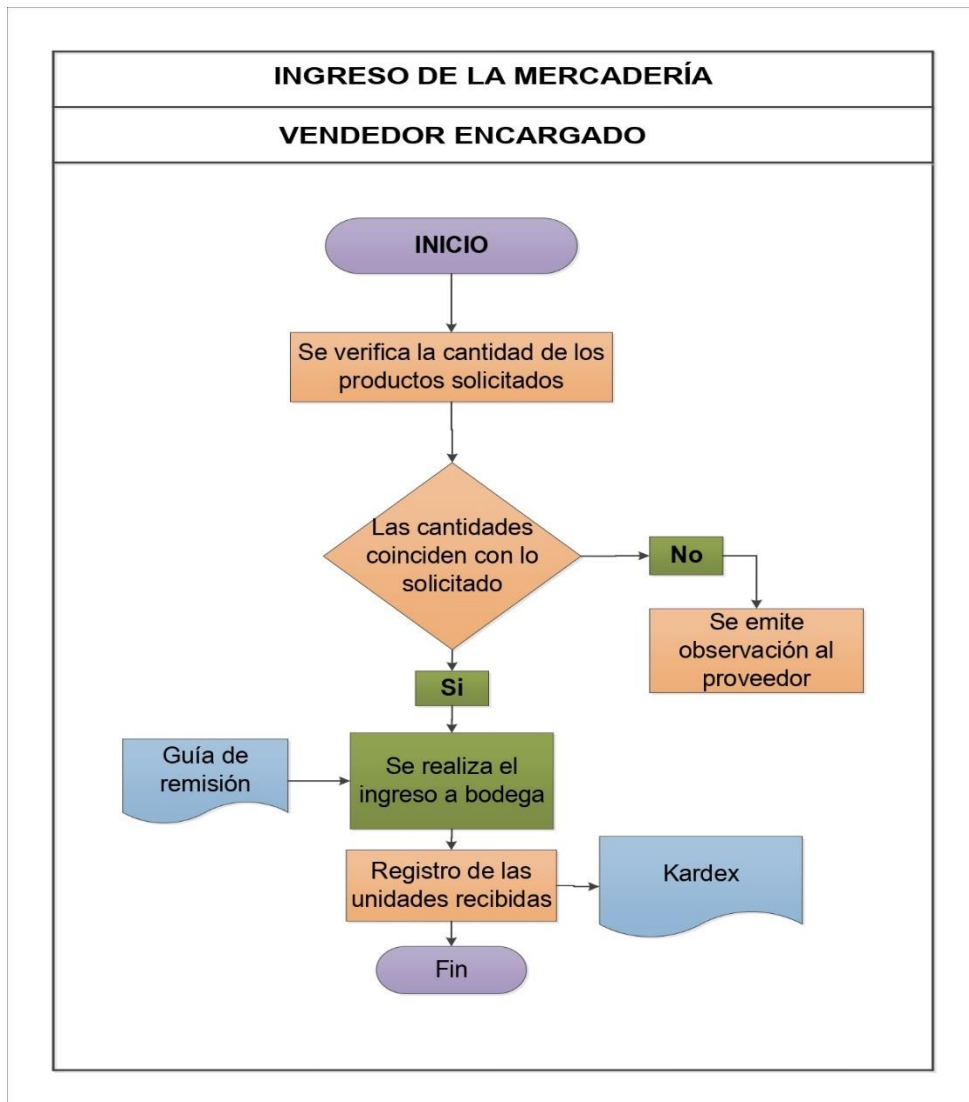 INGRESO DE LA MERCADERÍA
VENDEDOR ENCARGADO
INICIO
Se verifica la cantidad de los
productos solicitados
Las cantidades
coinciden con lo
solicitado
No
Se emite
observación al
proveedor
Si
Guía de
remisión
Se realiza el
ingreso a bodega
Registro de las
unidades recibidas
Kardex
Fin